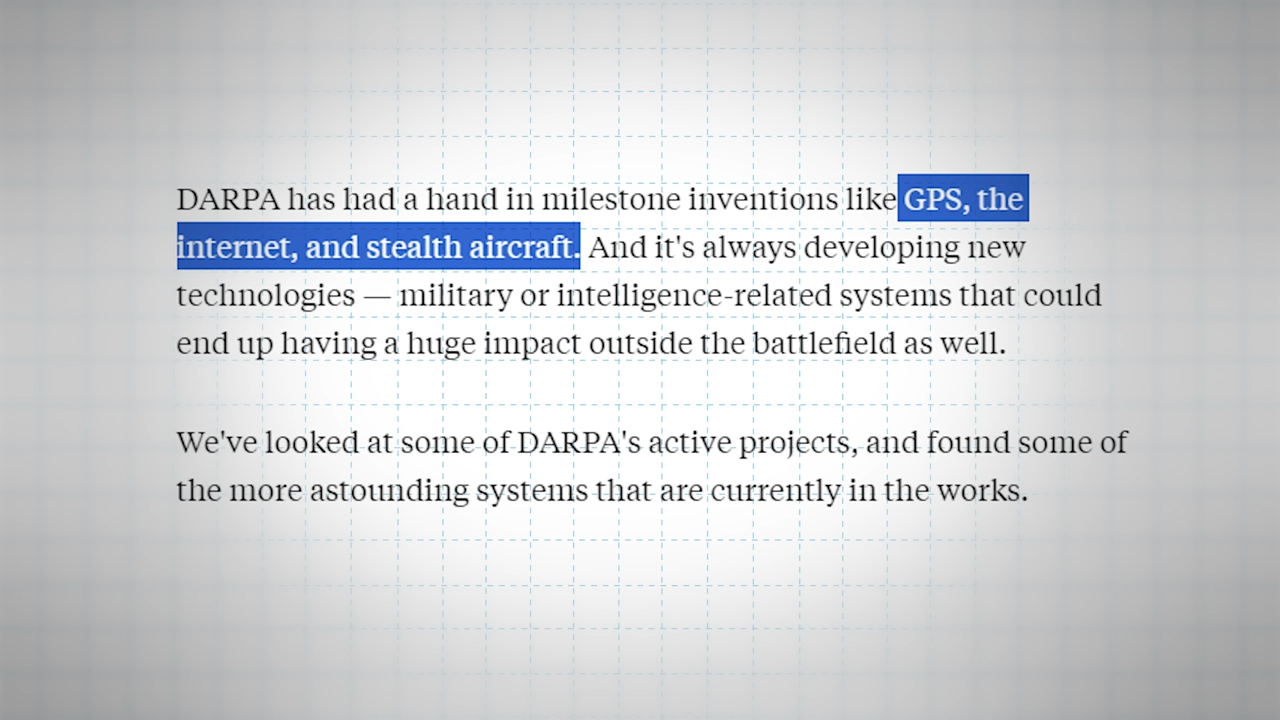 DARPA has had a hand in milestone inventions like GPS, the
internet, and stealth aircraft. And it's always developing new
technologies — military or intelligence-related systems that could
end up having a huge impact outside the battlefield as well.
We've looked at some of DARPA's active projects, and found some of
the more astounding systems that are currently in the works.